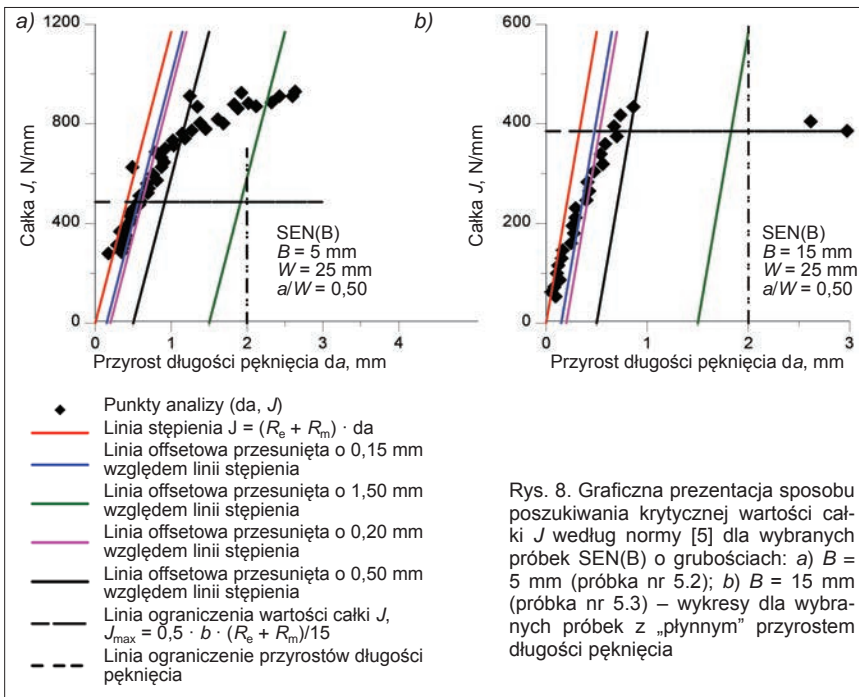 a)
1200
800
400
0
Całka J, N/mm
0 1 2 3 4
Przyrost długości pęknięcia da, mm
SEN(B)
B = 5 mm
W = 25 mm
a/W = 0,50
b)
600
400
200
0
Całka J, N/mm
0 1 2 3
Przyrost długości pęknięcia da, mm
SEN(B)
B = 15 mm
W = 25 mm
a/W = 0,50
Punkty analizy (da, J)
Linia stępienia J = (Re + Rm) · da
Linia offsetowa przesunięta o 0,15 mm
względem linii stępienia
Linia offsetowa przesunięta o 1,50 mm
względem linii stępienia
Linia offsetowa przesunięta o 0,20 mm
względem linii stępienia
Linia offsetowa przesunięta o 0,50 mm
względem linii stępienia
Linia ograniczenia wartości całki J,
Jmax = 0,5 · b · (Re + Rm)/15
Linia ograniczenie przyrostów długości
pęknięcia
Rys. 8. Graficzna prezentacja sposobu
poszukiwania krytycznej wartości cał-
ki J według normy [5] dla wybranych
próbek SEN(B) o grubościach: a) B =
5 mm (próbka nr 5.2); b) B = 15 mm
(próbka nr 5.3) – wykresy dla wybra-
nych próbek z „płynnym” przyrostem
długości pęknięcia